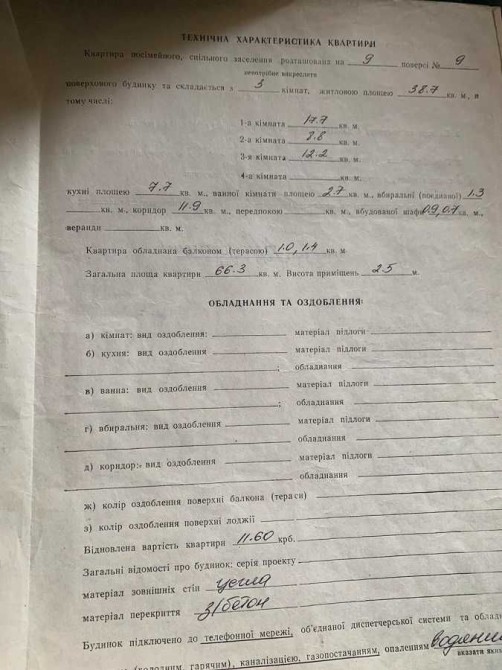 ТЕХНІЧНА ХАРАКТЕРИСТИКА КВАРТИРИ
Квартира посімейного, спільного заселення розташована на 9 поверсі № 9
непотрібне викреслити
поверхового будинку та складається з 3 кімнат, житловою площею 38.7 кв. м., в
тому числі:
1-а кімната 17.7 кв. м.
2-а кімната 8.8 кв. м.
3-я кімната 12.2 кв. м.
4-а кімната кв. м.
кухні площею 7.7 кв. м., ванної кімнати площею 2.7 кв. м., вбиральні (поєднаної) 1.3
кв. м., коридор 11.9 кв. м., передпокою кв. м., вбудованої шафи 0.9, 0.7 кв. м.,
веранди кв. м.
Квартира обладнана балконом (терасою) 1.0, 1.4 кв. м
Загальна площа квартири 66.3 кв. м. Висота приміщень 2.5 м.
ОБЛАДНАННЯ ТА ОЗДОБЛЕННЯ:
а) кімнат: вид оздоблення: матеріал підлоги
б) кухня: вид оздоблення матеріал підлоги
; обладнання
в) ванна: вид оздоблення матеріал підлоги
; обладнання
г) вбиральня: вид оздоблення матеріал підлоги
обладнання
д) коридор: вид оздоблення матеріал підлоги
обладнання
ж) колір оздоблення поверхні балкона (тераси)
з) колір оздоблення поверхні лоджії
Відновлена вартість квартири 11.60 крб.
Загальні відомості про будинок: серія проекту
матеріал зовнішніх стін цегла
матеріал перекриття з/бетон
Будинок підключено до телефонної мережі, об'єднаної диспетчерської системи та обладн
(холодним, гарячим), каналізацією, газопостачанням, опаленням водяним
вказати